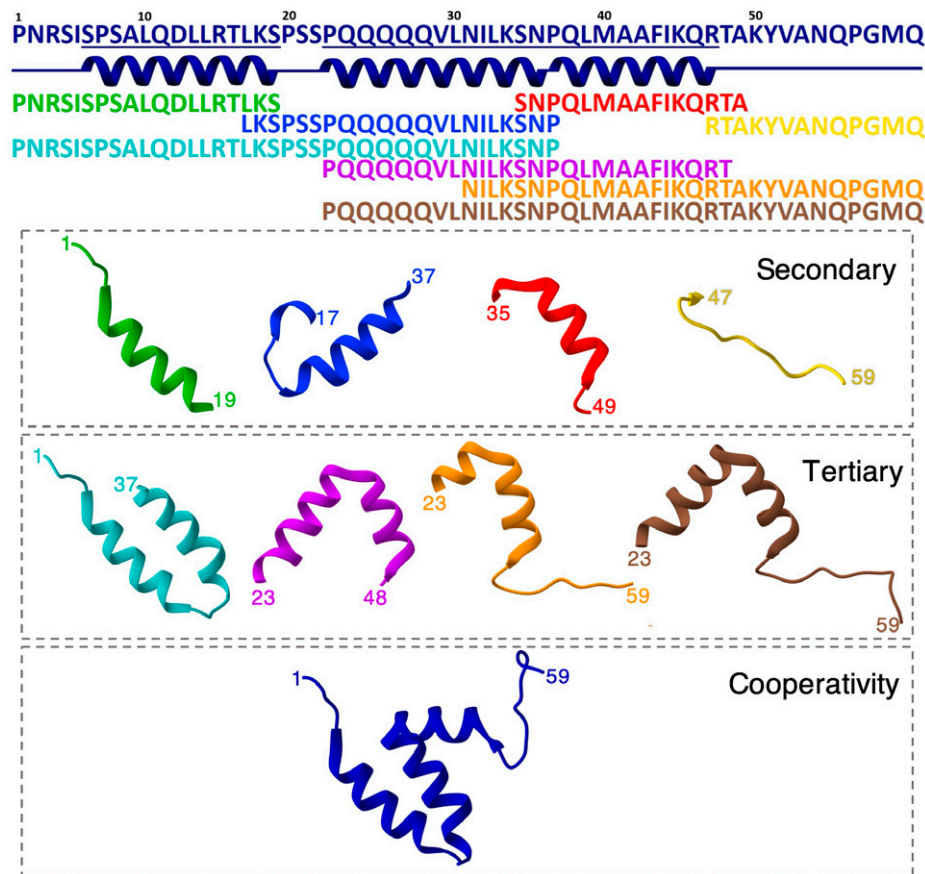 1 10 20 30 40 50
PNRSISPSALQDLLRTLKSPSSPQQQQQVLNILKSNPQLMAAFIKQRTAKYVANQPGMQ
PNRSISPSALQDLLRTLKS SNPQLMAAFIKQRTA
LKSPSSPQQQQQVLNILKSNP RTAKYVANQPGMQ
PNRSISPSALQDLLRTLKSPSSPQQQQQVLNILKSNP
PQQQQQVLNILKSNPQLMAAFIKQRT
NILKSNPQLMAAFIKQRTAKYVANQPGMQ
PQQQQQVLNILKSNPQLMAAFIKQRTAKYVANQPGMQ
Secondary
1 19
17 37
35 49
47 59
Tertiary
1 37
23 48
23 59
23 59
Cooperativity
1 59